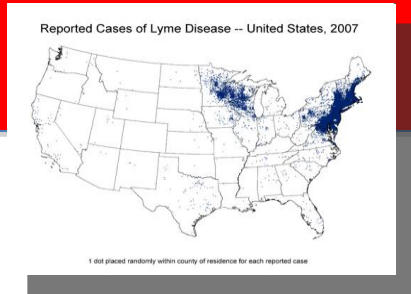 Reported Cases of Lyme Disease -- United States, 2007
1 dot placed randomly within county of residence for each reported case